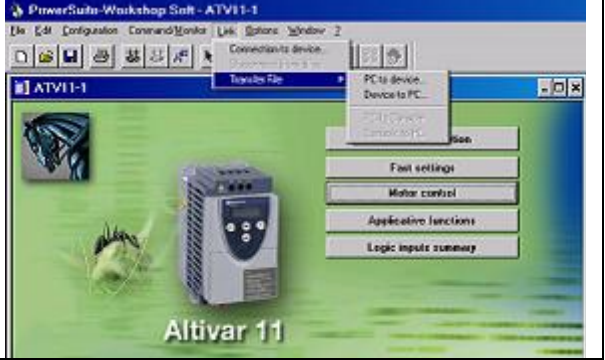 PowerSuite-Workshop Soft - ATV11-1
File Edit Configuration Command/Monitor Link Options Window ?
Connection to device...
Transfer File
PC to device...
Device to PC...
ATV11-1
Fast settings
Motor control
Applicative functions
Logic inputs summary
Altivar 11